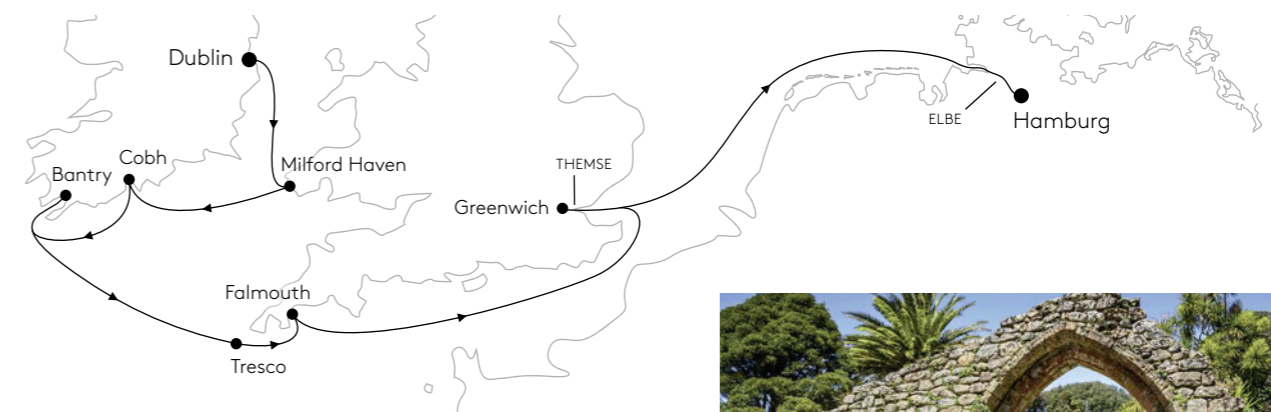 Dublin
Cobh
Milford Haven
Bantry
THEMSE
Greenwich
ELBE
Hamburg
Falmouth
Tresco